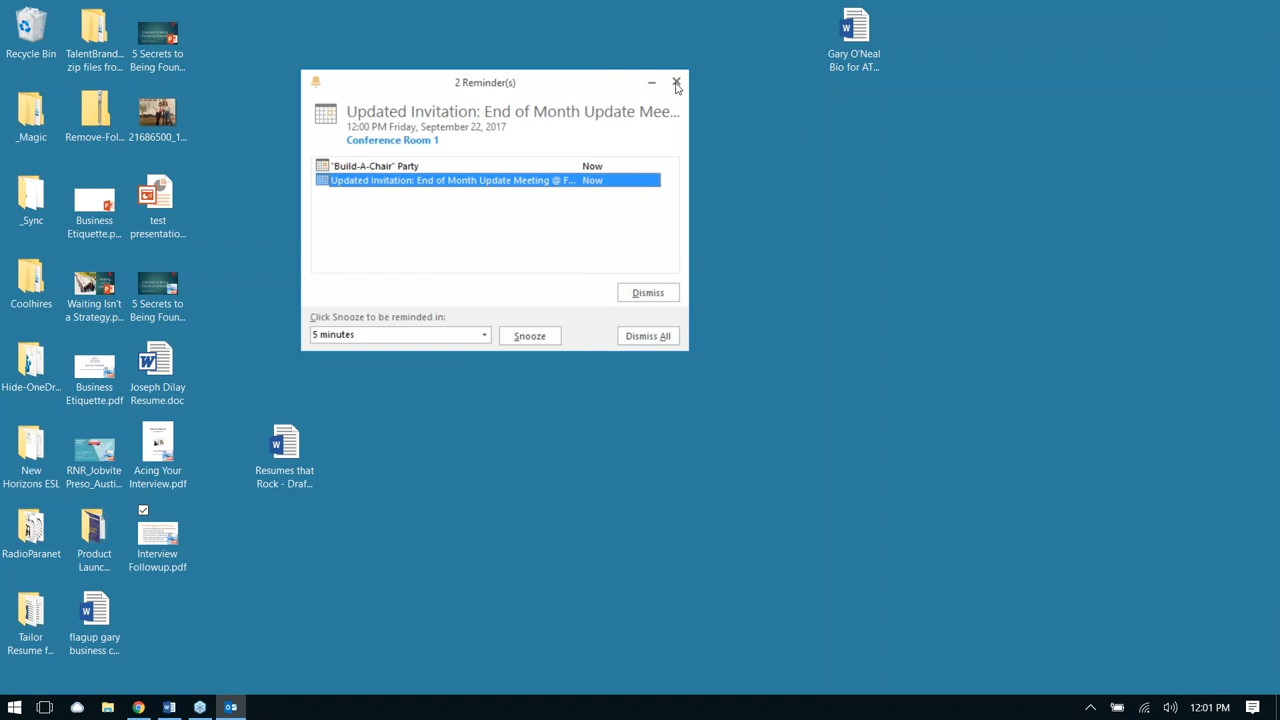 Recycle Bin
TalentBrand...
zip files fro...
5 Secrets to
Being Foun...
Gary O'Neal
Bio for AT...
_Magic
Remove-Fol...
21686500_1...
_Sync
Business
Etiquette.p...
test
presentatio...
Coolhires
Waiting Isn't
a Strategy.p...
5 Secrets to
Being Foun...
Hide-OneDr...
Business
Etiquette.pdf
Joseph Dilay
Resume.doc
New
Horizons ESL
RNR_Jobvite
Preso_Austi...
Acing Your
Interview.pdf
Resumes that
Rock - Draf...
RadioParanet
Product
Launc...
Interview
Followup.pdf
Tailor
Resume f...
flagup gary
business c...
2 Reminder(s)
Updated Invitation: End of Month Update Mee...
12:00 PM Friday, September 22, 2017
Conference Room 1
"Build-A-Chair" Party Now
Updated Invitation: End of Month Update Meeting @ F... Now
Dismiss
Click Snooze to be reminded in:
5 minutes
Snooze
Dismiss All
12:01 PM